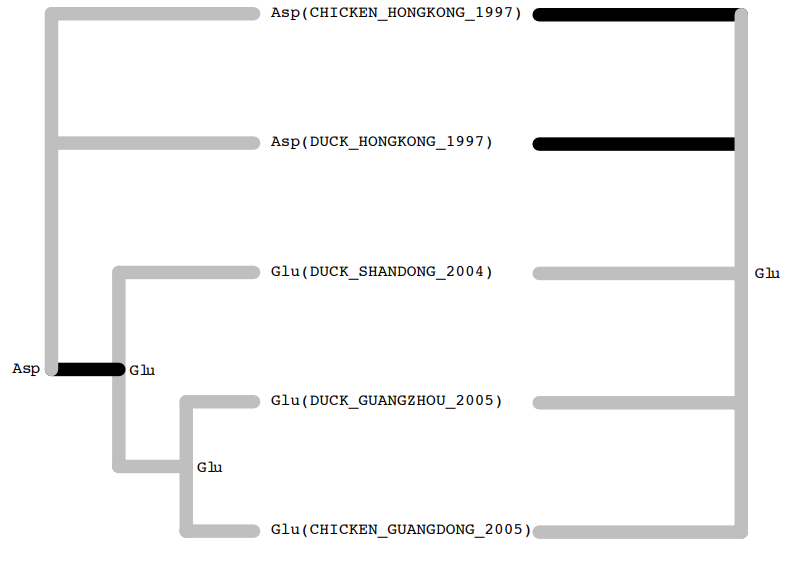 Asp(CHICKEN_HONGKONG_1997)
Asp(DUCK_HONGKONG_1997)
Glu(DUCK_SHANDONG_2004)
Glu
Asp
Glu
Glu(DUCK_GUANGZHOU_2005)
Glu
Glu(CHICKEN_GUANGDONG_2005)